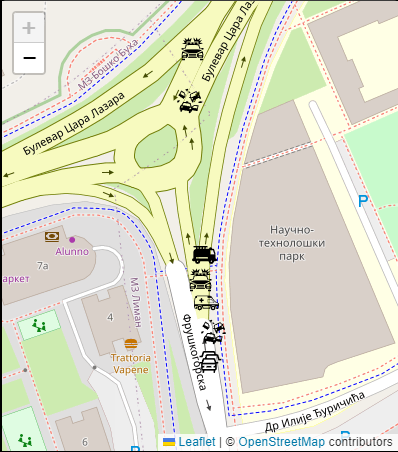 +
−
МЗ Бошко Буха
Булевар Цара Лазара
Булевар Цара Лазара
P
Научно-
технолошки
парк
Alunno
7а
аркет
МЗ Лиман
4
Trattoria
Vapene
Фрушкогорска
6
P
P
Др Илије Ђуричића
Leaflet | © OpenStreetMap contributors